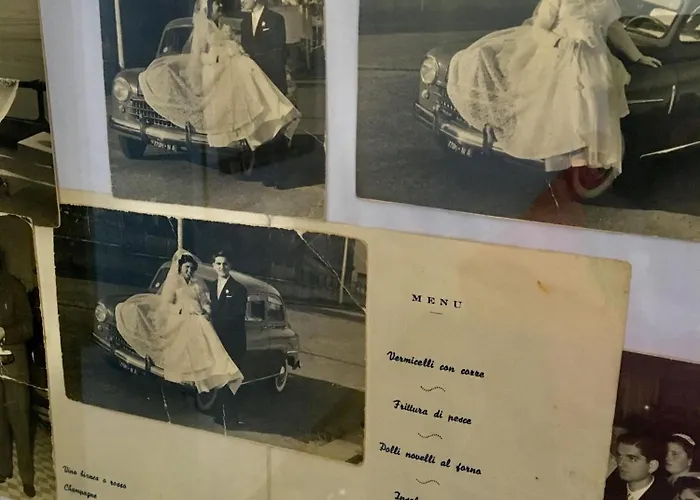 MENU
Vermicelli con cozze
Frittura di pesce
Polli novelli al forno
Vino bianco o rosso
Champagne